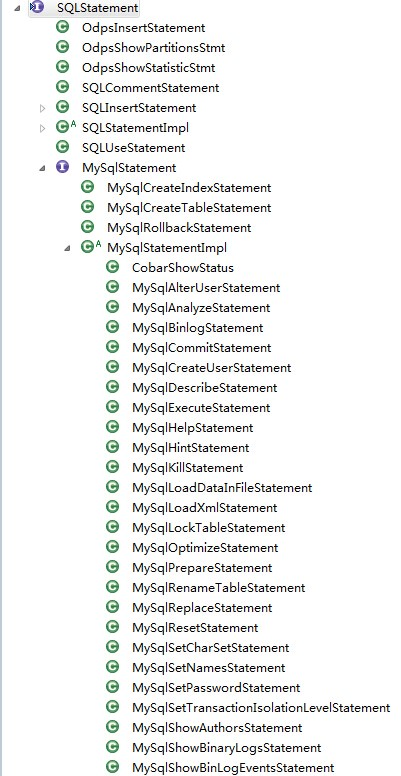 SQLStatement
OdpsInsertStatement
OdpsShowPartitionsStmt
OdpsShowStatisticStmt
SQLCommentStatement
SQLInsertStatement
SQLStatementImpl
SQLUseStatement
MySqlStatement
MySqlCreateIndexStatement
MySqlCreateTableStatement
MySqlRollbackStatement
MySqlStatementImpl
CobarShowStatus
MySqlAlterUserStatement
MySqlAnalyzeStatement
MySqlBinlogStatement
MySqlCommitStatement
MySqlCreateUserStatement
MySqlDescribeStatement
MySqlExecuteStatement
MySqlHelpStatement
MySqlHintStatement
MySqlKillStatement
MySqlLoadDataInFileStatement
MySqlLoadXmlStatement
MySqlLockTableStatement
MySqlOptimizeStatement
MySqlPrepareStatement
MySqlRenameTableStatement
MySqlReplaceStatement
MySqlResetStatement
MySqlSetCharSetStatement
MySqlSetNamesStatement
MySqlSetPasswordStatement
MySqlSetTransactionIsolationLevelStatement
MySqlShowAuthorsStatement
MySqlShowBinaryLogsStatement
MySqlShowBinLogEventsStatement